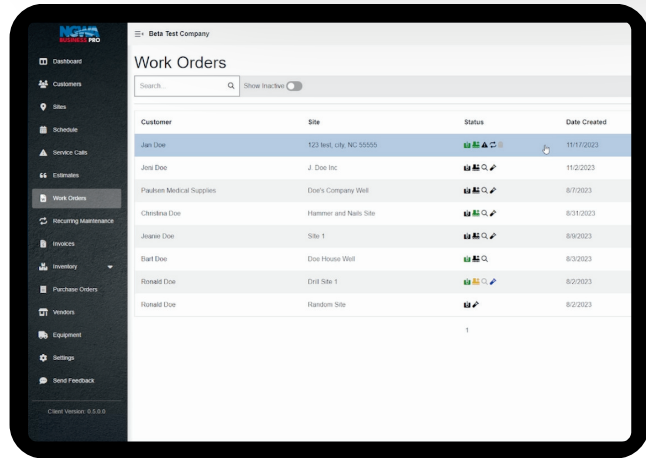 NGWA
BUSINESS PRO
Beta Test Company
Dashboard
Customers
Sites
Schedule
Service Calls
Estimates
Work Orders
Recurring Maintenance
Invoices
Inventory
Purchase Orders
Vendors
Equipment
Settings
Send Feedback
Client Version: 0.5.0.0
Work Orders
Search... Show Inactive
Customer Site Status Date Created
Jan Doe 123 test, city, NC 55555 11/17/2023
Jeni Doe J. Doe Inc 11/2/2023
Paulsen Medical Supplies Doe's Company Well 8/7/2023
Christina Doe Hammer and Nails Site 8/31/2023
Jeanie Doe Site 1 8/9/2023
Bart Doe Doe House Well 8/3/2023
Ronald Doe Drill Site 1 8/2/2023
Ronald Doe Random Site 8/2/2023
1